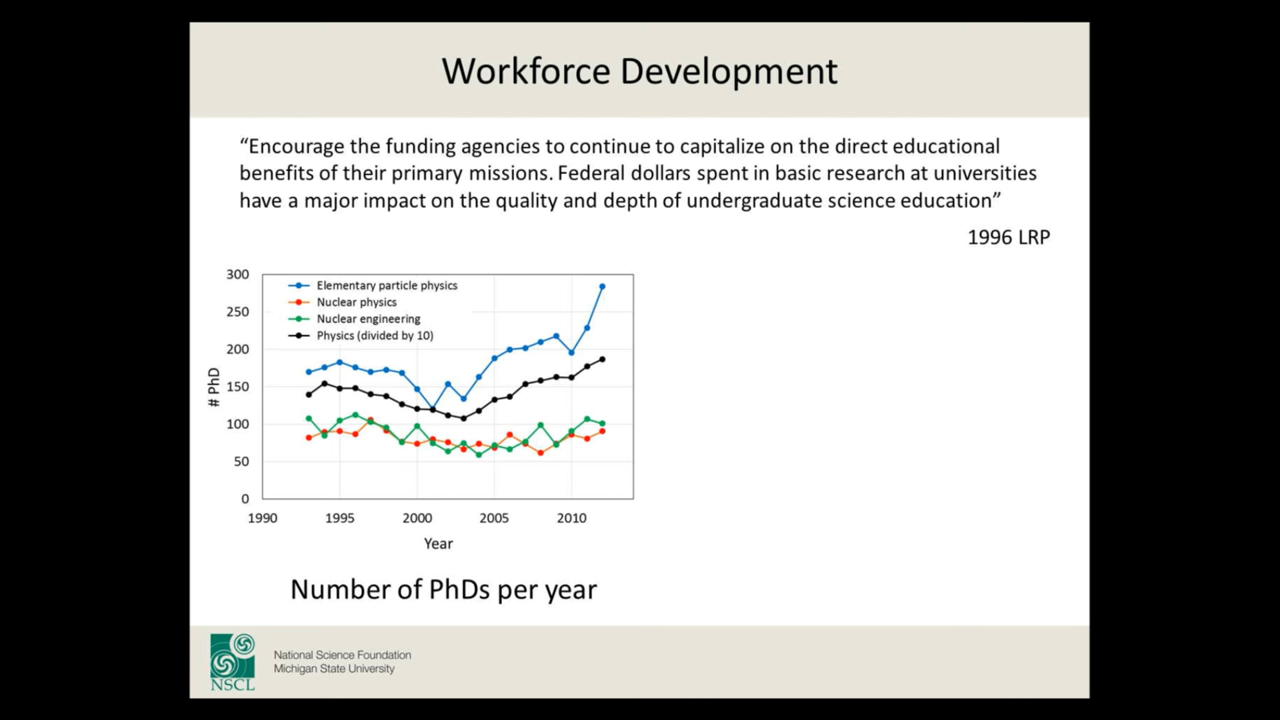 Workforce Development
“Encourage the funding agencies to continue to capitalize on the direct educational
benefits of their primary missions. Federal dollars spent in basic research at universities
have a major impact on the quality and depth of undergraduate science education”
1996 LRP
300
250
200
150
100
50
0
# PhD
Elementary particle physics
Nuclear physics
Nuclear engineering
Physics (divided by 10)
1990 1995 2000 2005 2010
Year
Number of PhDs per year
NSCL
National Science Foundation
Michigan State University